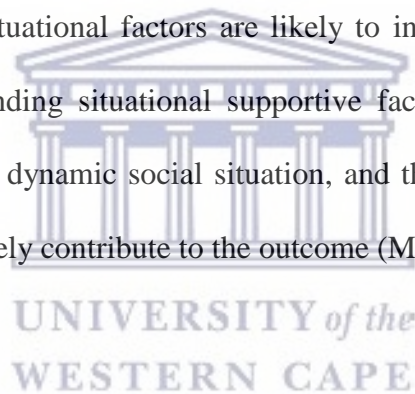 tuational factors are likely to in
nding situational supportive fac
dynamic social situation, and th
ely contribute to the outcome (M
UNIVERSITY of the
WESTERN CAPE